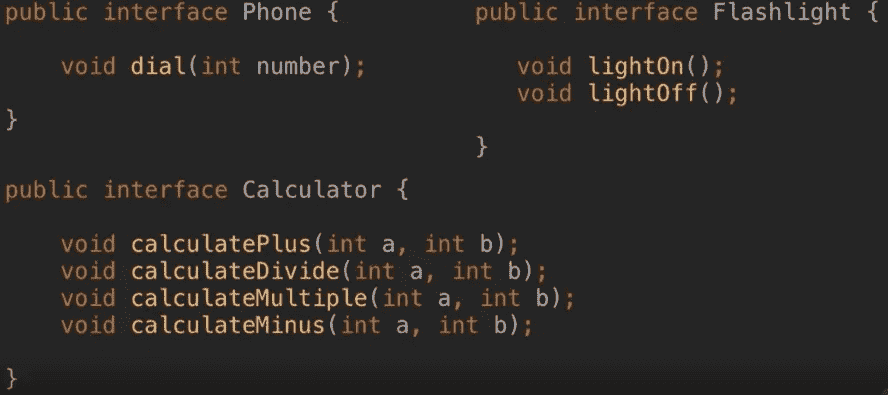 public interface Phone {
void dial(int number);
}
public interface Flashlight {
void lightOn();
void lightOff();
}
public interface Calculator {
void calculatePlus(int a, int b);
void calculateDivide(int a, int b);
void calculateMultiple(int a, int b);
void calculateMinus(int a, int b);
}